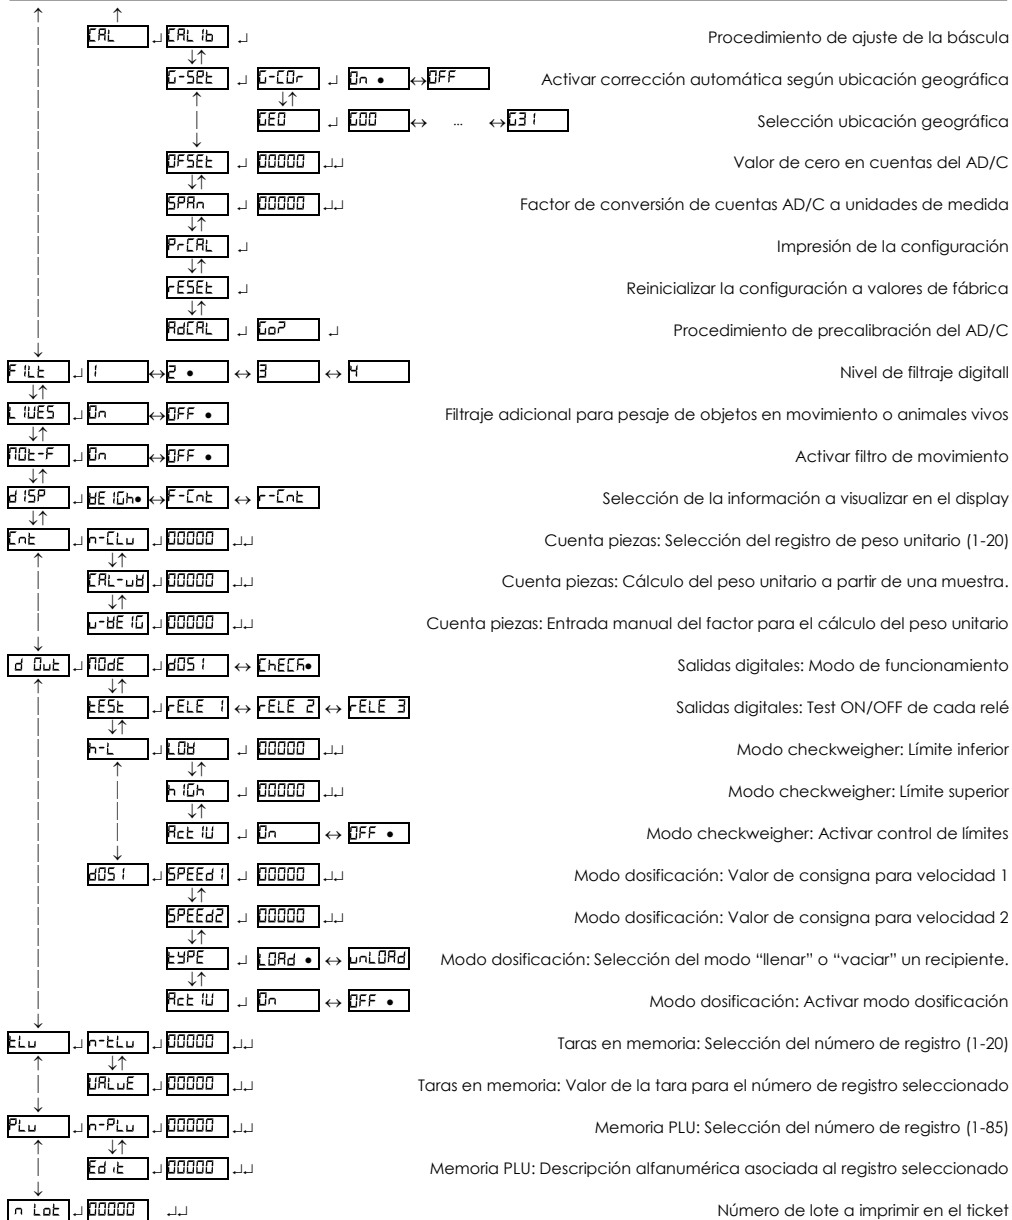 CAL CALIb Procedimiento de ajuste de la báscula
G-SEt G-COr On • OFF Activar corrección automática según ubicación geográfica
GEO G00 ... G31 Selección ubicación geográfica
OFSEt 00000 Valor de cero en cuentas del AD/C
SPAn 00000 Factor de conversión de cuentas AD/C a unidades de medida
PrCAL Impresión de la configuración
rESEt Reinicializar la configuración a valores de fábrica
AdCAL Go? Procedimiento de precalibración del AD/C
FILt 1 2 • 3 4 Nivel de filtraje digitall
LIVES On OFF • Filtraje adicional para pesaje de objetos en movimiento o animales vivos
MOt-F On OFF • Activar filtro de movimiento
dISP WEIGh• F-Cnt r-Cnt Selección de la información a visualizar en el display
Cnt n-CLu 00000 Cuenta piezas: Selección del registro de peso unitario (1-20)
CAL-uW 00000 Cuenta piezas: Cálculo del peso unitario a partir de una muestra.
u-WEIG 00000 Cuenta piezas: Entrada manual del factor para el cálculo del peso unitario
d Out MOdE dOSI ChECK• Salidas digitales: Modo de funcionamiento
tESt rELE 1 rELE 2 rELE 3 Salidas digitales: Test ON/OFF de cada relé
h-L LOW 00000 Modo checkweigher: Límite inferior
hIGh 00000 Modo checkweigher: Límite superior
ActIV On OFF • Modo checkweigher: Activar control de límites
dOSI SPEEd1 00000 Modo dosificación: Valor de consigna para velocidad 1
SPEEd2 00000 Modo dosificación: Valor de consigna para velocidad 2
tYPE LOAd • unLOAd Modo dosificación: Selección del modo “llenar” o “vaciar” un recipiente.
ActIV On OFF • Modo dosificación: Activar modo dosificación
tLu n-tLu 00000 Taras en memoria: Selección del número de registro (1-20)
VALuE 00000 Taras en memoria: Valor de la tara para el número de registro seleccionado
PLu n-PLu 00000 Memoria PLU: Selección del número de registro (1-85)
Edit 00000 Memoria PLU: Descripción alfanumérica asociada al registro seleccionado
n Lot 00000 Número de lote a imprimir en el ticket